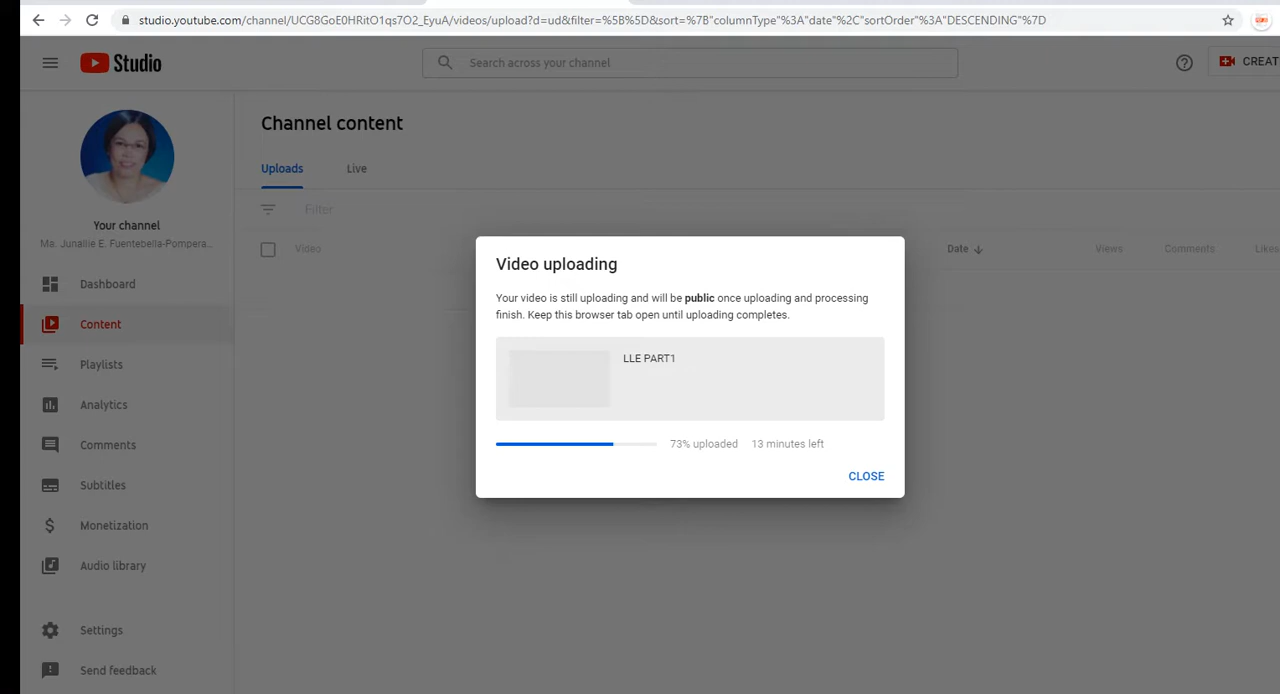 studio.youtube.com/channel/UCG8GoE0HRitO1qs7O2_EyuA/videos/upload?d=ud&filter=%5B%5D&sort=%7B"columnType"%3A"date"%2C"sortOrder"%3A"DESCENDING"%7D
Studio
Search across your channel
CREAT
Channel content
Uploads Live
Filter
Video Date Views Comments Likes
Your channel
Ma. Junallie E. Fuentebella-Pompera...
Dashboard
Content
Playlists
Analytics
Comments
Subtitles
Monetization
Audio library
Settings
Send feedback
Video uploading
Your video is still uploading and will be public once uploading and processing
finish. Keep this browser tab open until uploading completes.
LLE PART1
73% uploaded 13 minutes left
CLOSE